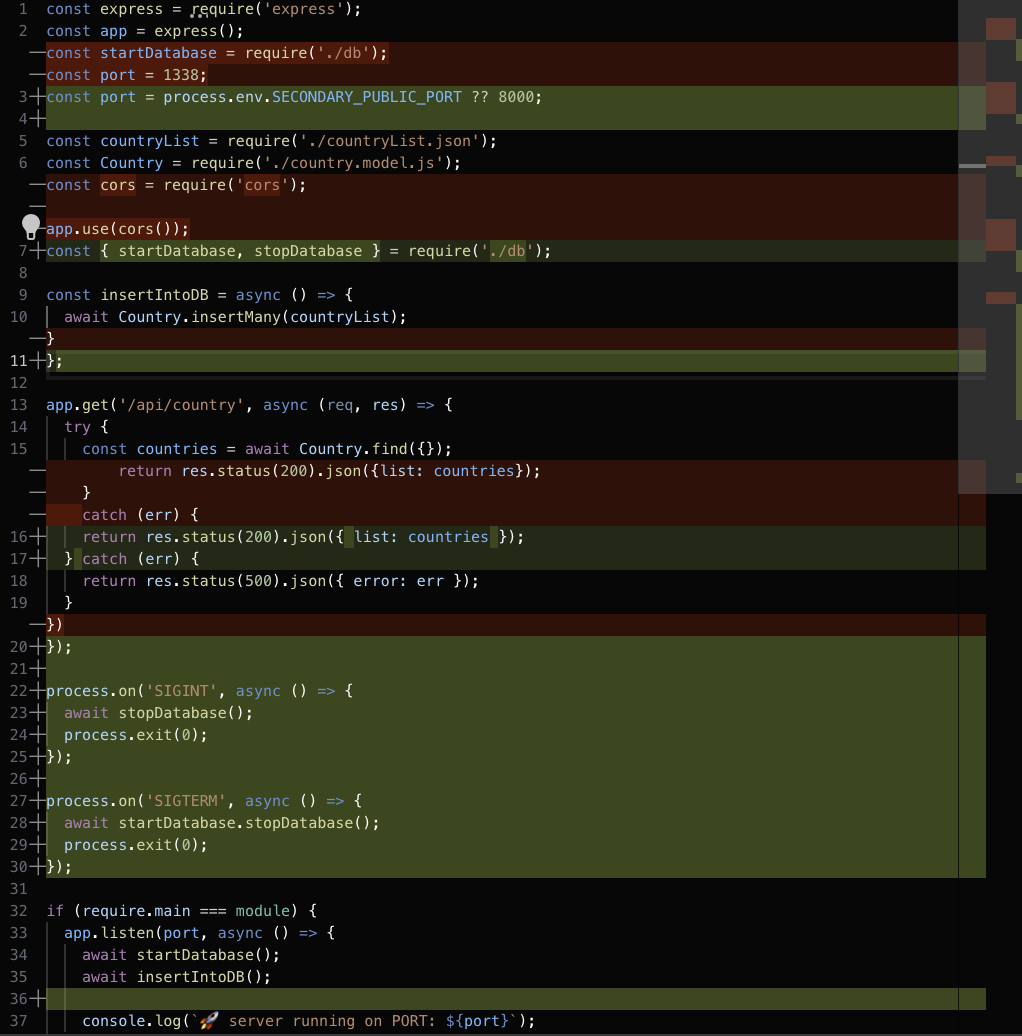 1 const express = require('express');
2 const app = express();
—const startDatabase = require('./db');
—const port = 1338;
3+const port = process.env.SECONDARY_PUBLIC_PORT ?? 8000;
4+
5 const countryList = require('./countryList.json');
6 const Country = require('./country.model.js');
—const cors = require('cors');
—
—app.use(cors());
7+const { startDatabase, stopDatabase } = require('./db');
8
9 const insertIntoDB = async () => {
10   await Country.insertMany(countryList);
—}
11+};
12
13 app.get('/api/country', async (req, res) => {
14   try {
15     const countries = await Country.find({});
—        return res.status(200).json({list: countries});
—    }
—    catch (err) {
16+    return res.status(200).json({ list: countries });
17+  } catch (err) {
18     return res.status(500).json({ error: err });
19   }
—})
20+});
21+
22+process.on('SIGINT', async () => {
23+  await stopDatabase();
24+  process.exit(0);
25+});
26+
27+process.on('SIGTERM', async () => {
28+  await startDatabase.stopDatabase();
29+  process.exit(0);
30+});
31
32 if (require.main === module) {
33   app.listen(port, async () => {
34     await startDatabase();
35     await insertIntoDB();
36+
37     console.log(`🚀 server running on PORT: ${port}`);